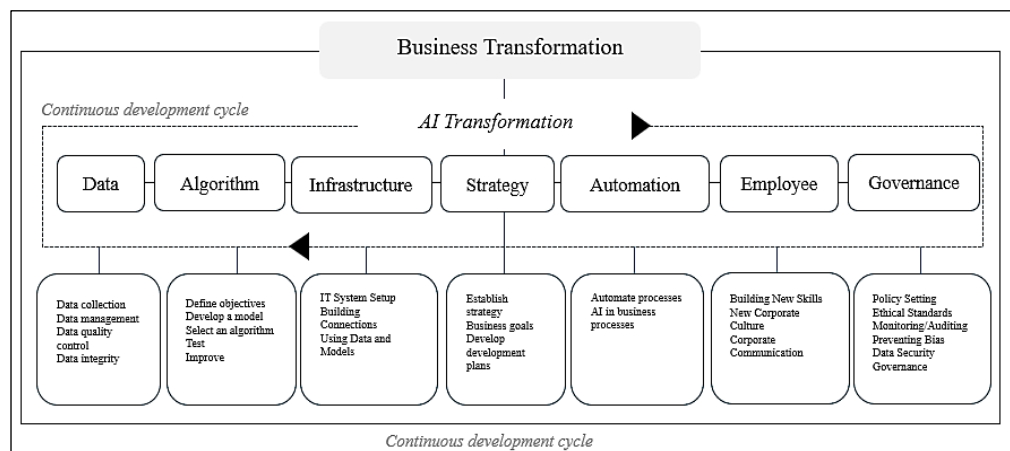 Business Transformation
Continuous development cycle
AI Transformation
Data
Algorithm
Infrastructure
Strategy
Automation
Employee
Governance
Data collection
Data management
Data quality
control
Data integrity
Define objectives
Develop a model
Select an algorithm
Test
Improve
IT System Setup
Building
Connections
Using Data and
Models
Establish
strategy
Business goals
Develop
development
plans
Automate processes
AI in business
processes
Building New Skills
New Corporate
Culture
Corporate
Communication
Policy Setting
Ethical Standards
Monitoring/Auditing
Preventing Bias
Data Security
Governance
Continuous development cycle